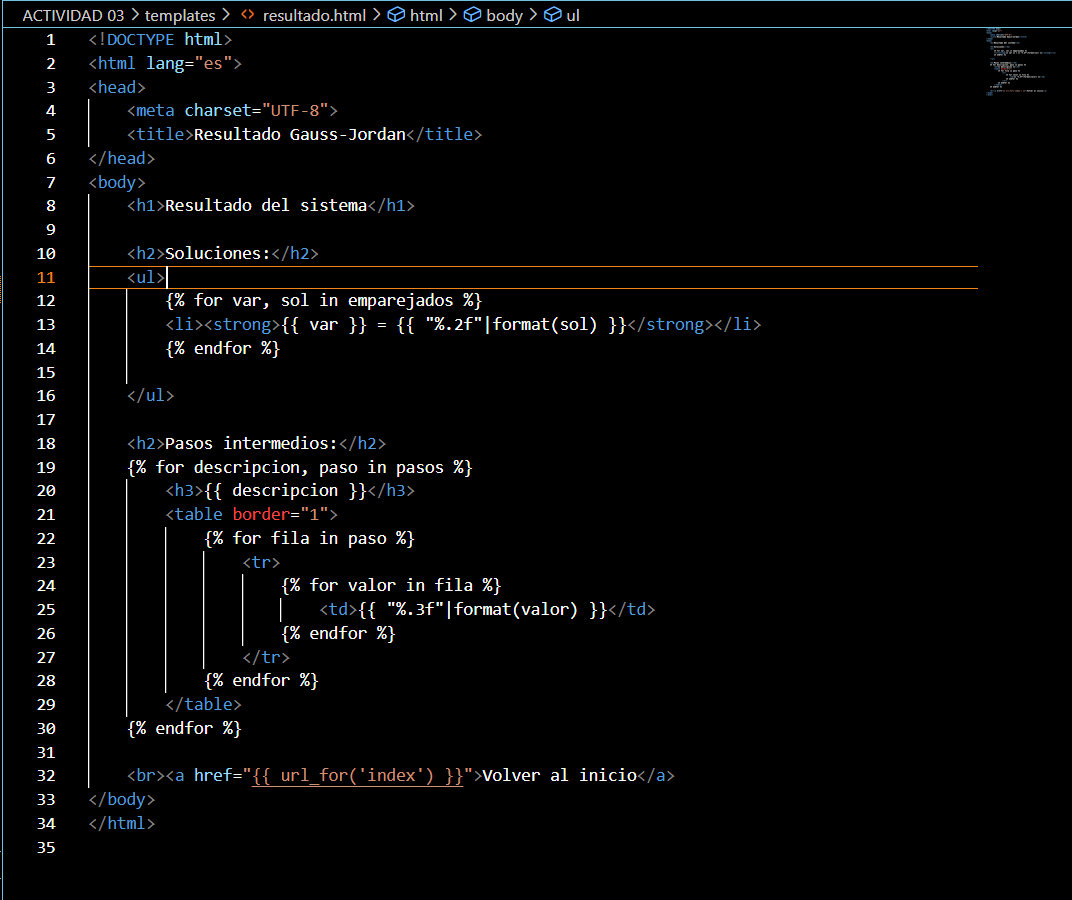 ACTIVIDAD 03 > templates > <> resultado.html > html > body > ul
1 <!DOCTYPE html>
2 <html lang="es">
3 <head>
4     <meta charset="UTF-8">
5     <title>Resultado Gauss-Jordan</title>
6 </head>
7 <body>
8     <h1>Resultado del sistema</h1>
9
10     <h2>Soluciones:</h2>
11     <ul>
12         {% for var, sol in emparejados %}
13         <li><strong>{{ var }} = {{ "%.2f"|format(sol) }}</strong></li>
14         {% endfor %}
15
16     </ul>
17
18     <h2>Pasos intermedios:</h2>
19     {% for descripcion, paso in pasos %}
20         <h3>{{ descripcion }}</h3>
21         <table border="1">
22             {% for fila in paso %}
23                 <tr>
24                     {% for valor in fila %}
25                         <td>{{ "%.3f"|format(valor) }}</td>
26                     {% endfor %}
27                 </tr>
28             {% endfor %}
29         </table>
30     {% endfor %}
31
32     <br><a href="{{ url_for('index') }}">Volver al inicio</a>
33 </body>
34 </html>
35